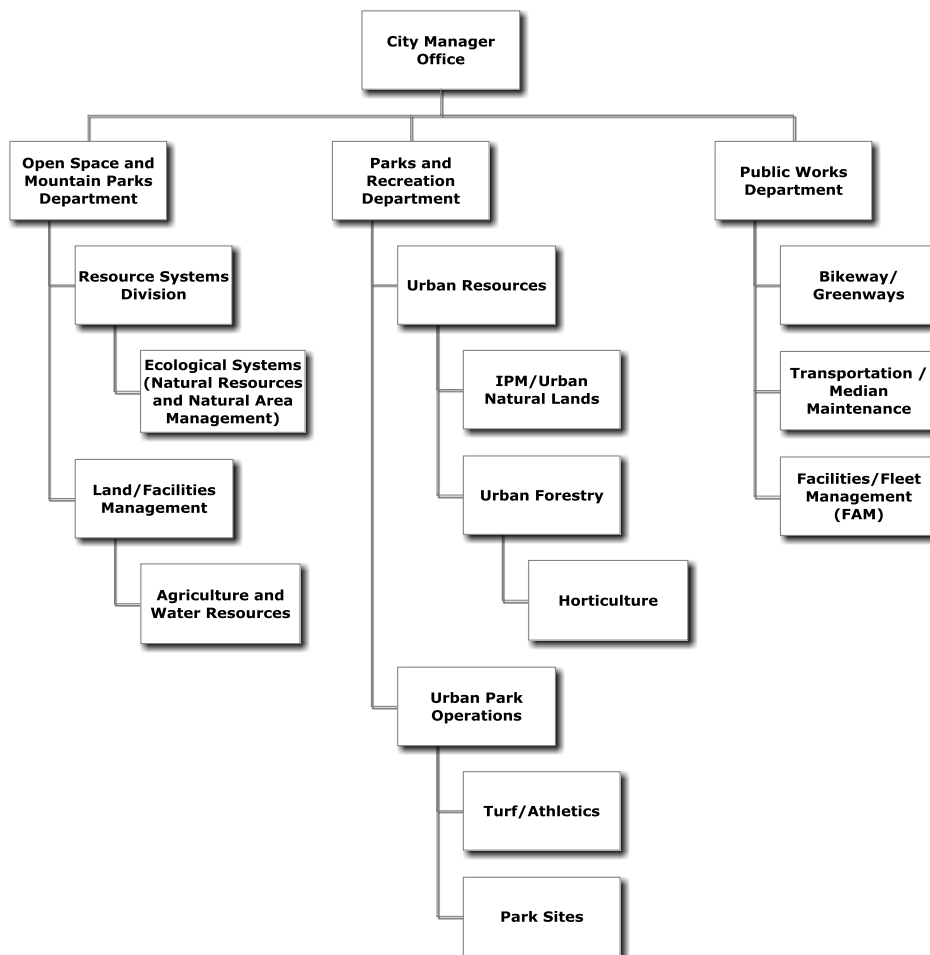 City Manager
Office
Open Space and
Mountain Parks
Department
Parks and
Recreation
Department
Public Works
Department
Resource Systems
Division
Urban Resources
Bikeway/
Greenways
Ecological Systems
(Natural Resources
and Natural Area
Management)
IPM/Urban
Natural Lands
Transportation /
Median
Maintenance
Land/Facilities
Management
Urban Forestry
Facilities/Fleet
Management
(FAM)
Agriculture and
Water Resources
Horticulture
Urban Park
Operations
Turf/Athletics
Park Sites